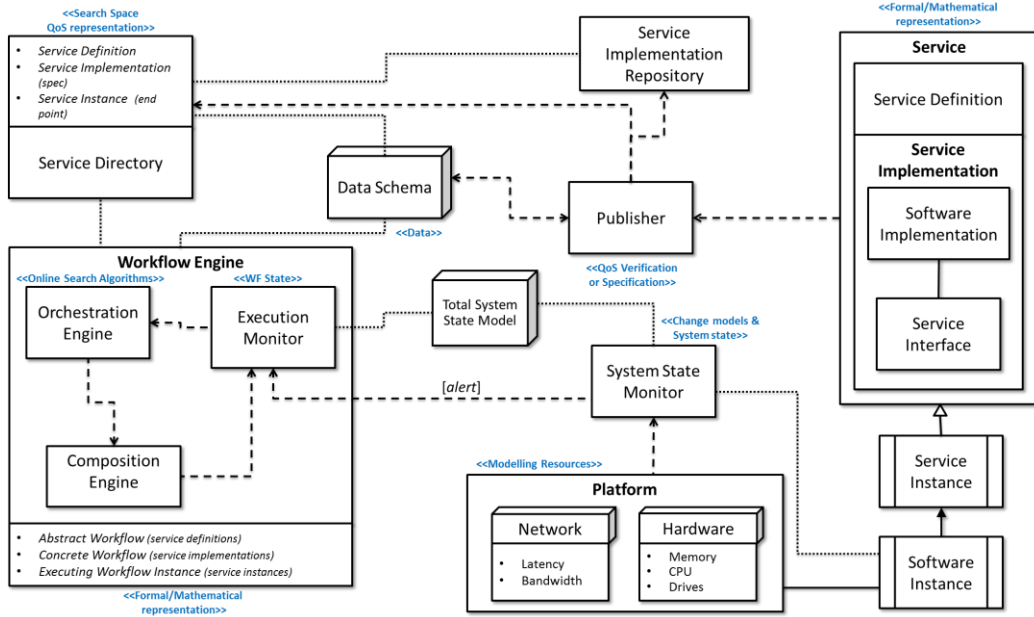 <<Search Space
QoS representation>>
• Service Definition
• Service Implementation
(spec)
• Service Instance (end
point)
Service Directory
Service
Implementation
Repository
<<Formal/Mathematical
representation>>
Service
Service Definition
Service
Implementation
Software
Implementation
Service
Interface
Data Schema
<<Data>>
Publisher
<<QoS Verification
or Specification>>
Workflow Engine
<<Online Search Algorithms>>
<<WF State>>
Orchestration
Engine
Execution
Monitor
Composition
Engine
Total System
State Model
<<Change models &
System state>>
System State
Monitor
[alert]
<<Modelling Resources>>
Platform
Network
• Latency
• Bandwidth
Hardware
• Memory
• CPU
• Drives
Service
Instance
Software
Instance
• Abstract Workflow (service definitions)
• Concrete Workflow (service implementations)
• Executing Workflow Instance (service instances)
<<Formal/Mathematical
representation>>